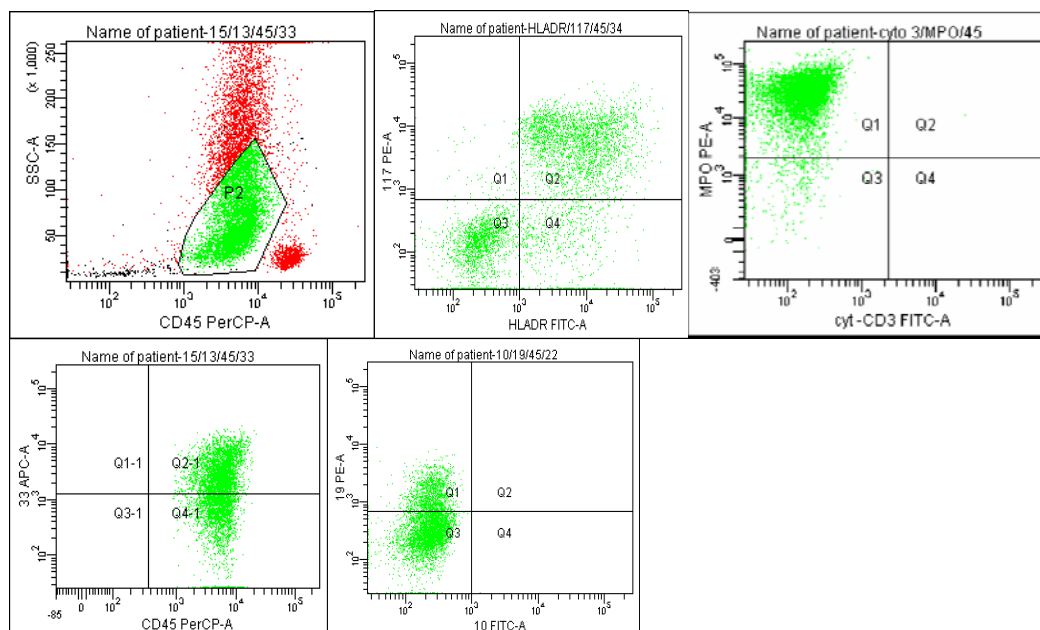 Name of patient-15/13/45/33
(x 1,000)
SSC-A
250
200
150
100
50
P2
10^2 10^3 10^4 10^5
CD45 PerCP-A
Name of patient-HLADR/117/45/34
117 PE-A
10^5
10^4
10^3
10^2
Q1 Q2
Q3 Q4
10^2 10^3 10^4 10^5
HLADR FITC-A
Name of patient-cyto 3/MPO/45
MPO PE-A
10^5
10^4
10^3
0
-403
Q1 Q2
Q3 Q4
10^2 10^3 10^4 10^5
cyt-CD3 FITC-A
Name of patient-15/13/45/33
33 APC-A
10^5
10^4
10^3
10^2
Q1-1 Q2-1
Q3-1 Q4-1
-85 0 10^2 10^3 10^4 10^5
CD45 PerCP-A
Name of patient-10/19/45/22
19 PE-A
10^5
10^4
10^3
10^2
Q1 Q2
Q3 Q4
10^2 10^3 10^4 10^5
10 FITC-A